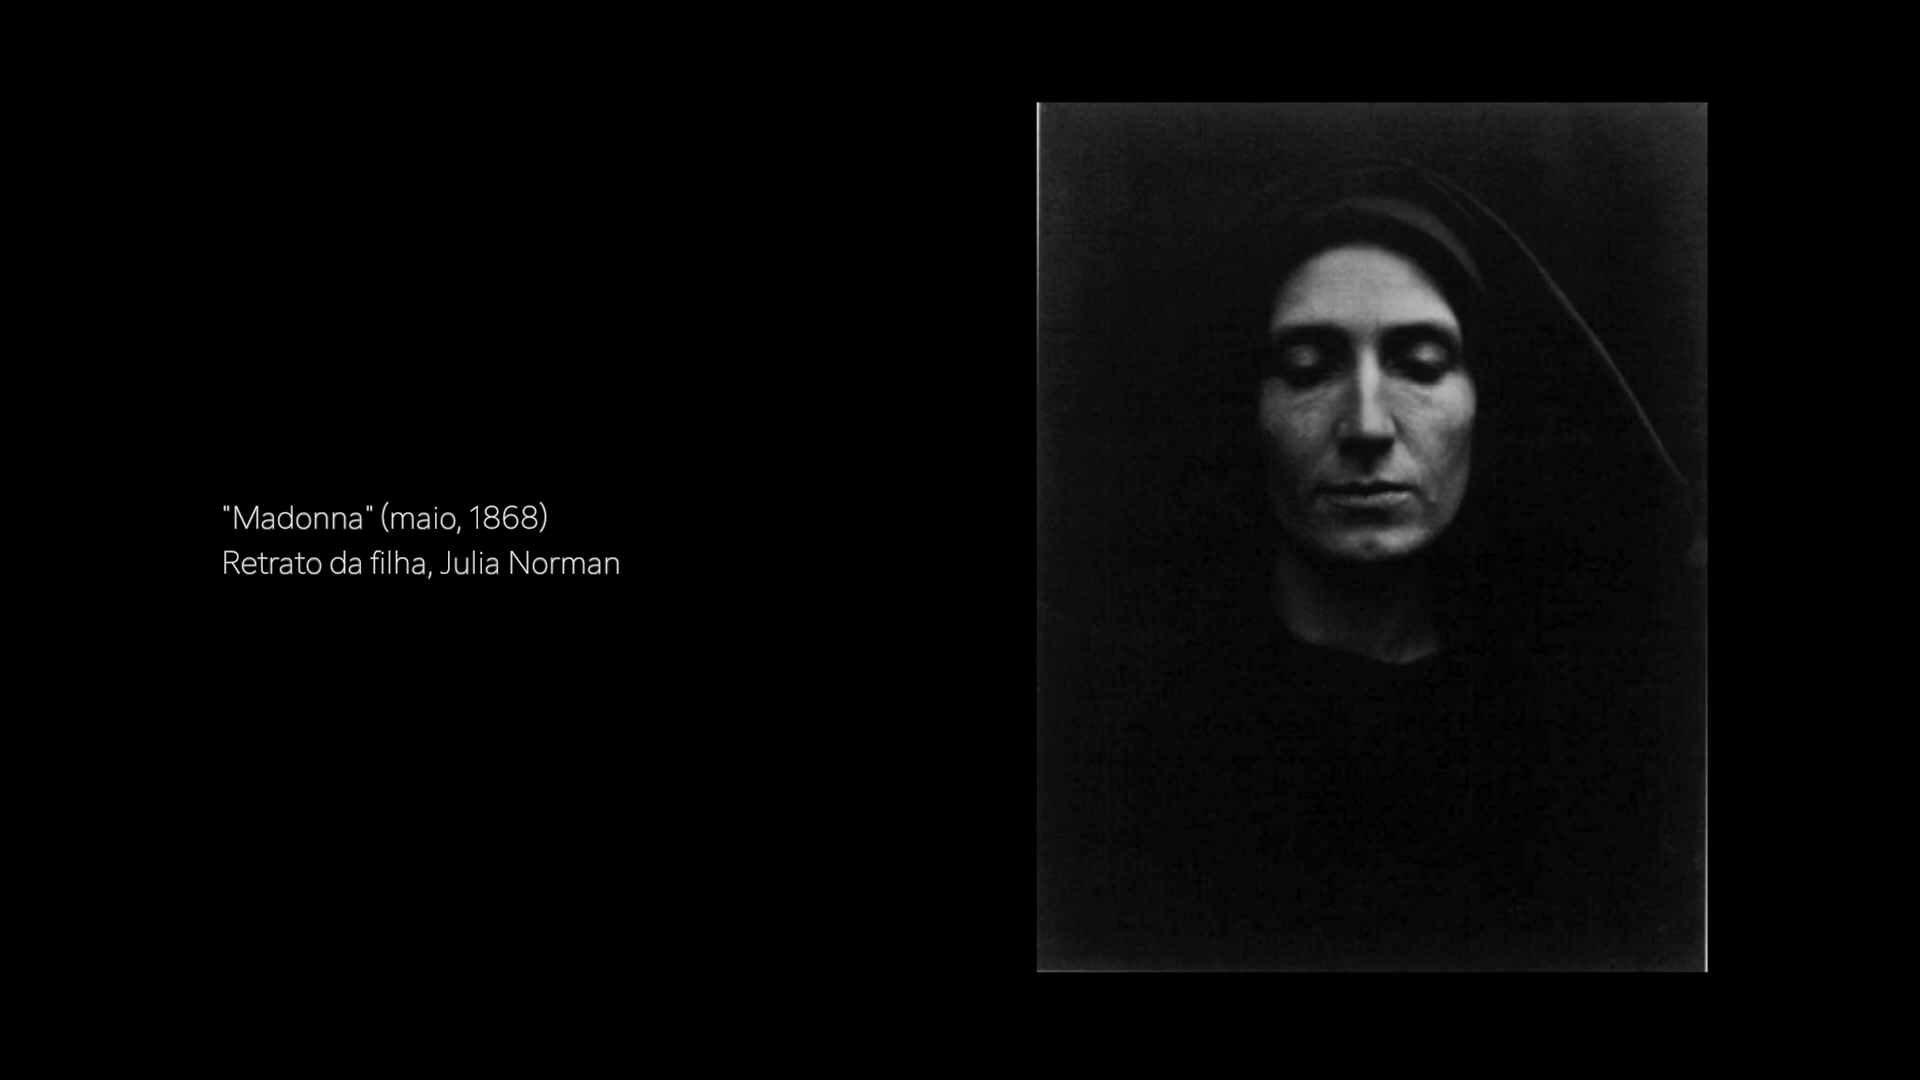 "Madonna" (maio, 1868)
Retrato da filha, Julia Norman